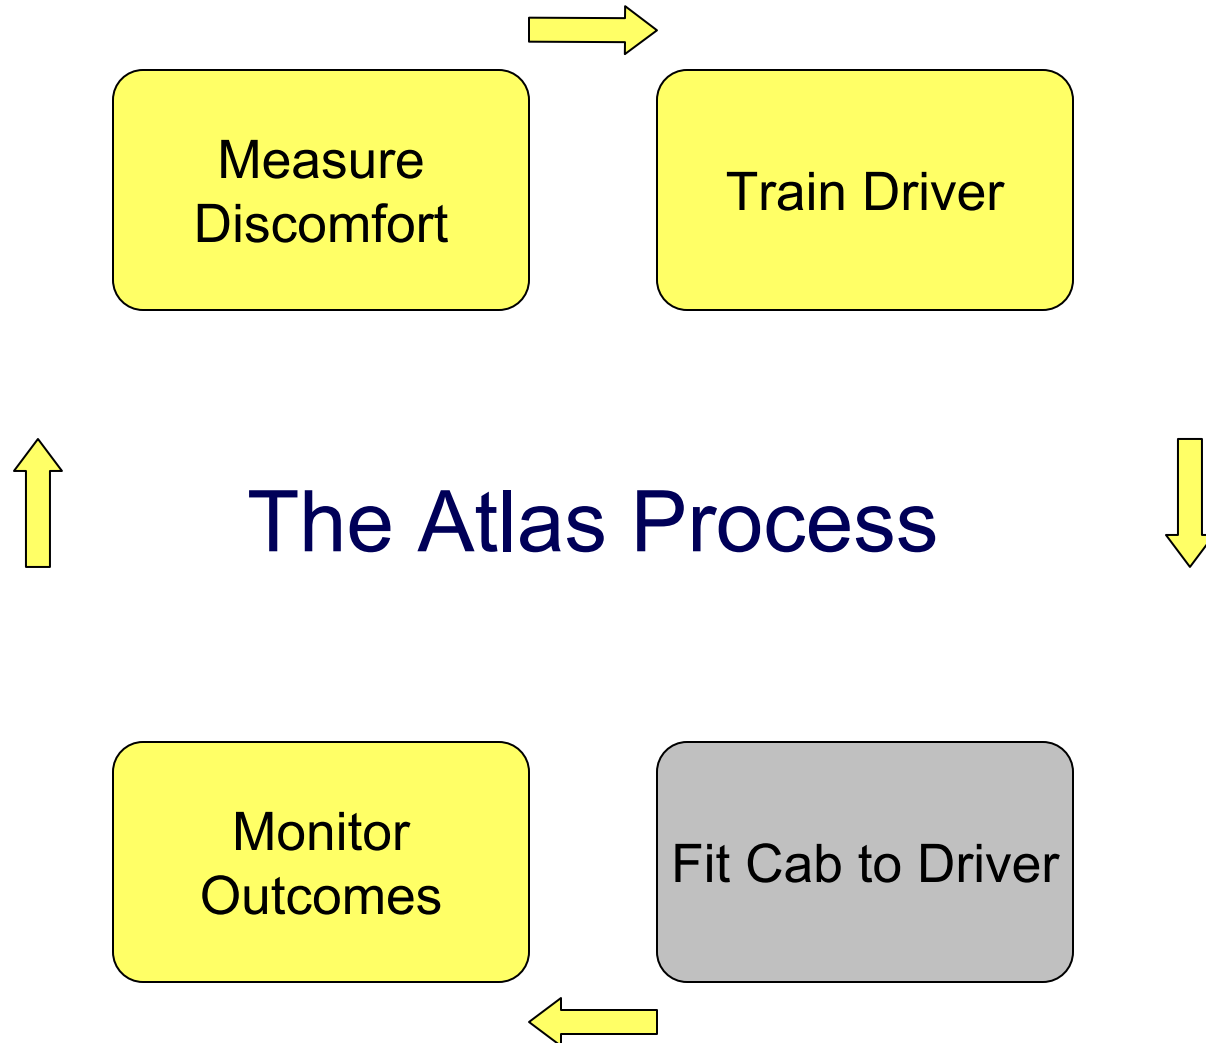 Measure
Discomfort
Train Driver
The Atlas Process
Monitor
Outcomes
Fit Cab to Driver